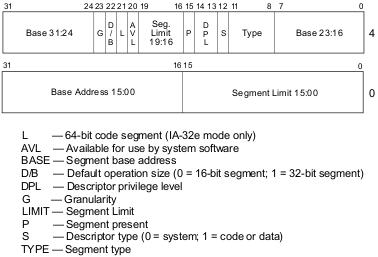 31 24 23 22 21 20 19 16 15 14 13 12 11 8 7 0
Base 31:24 G D/B L AVL Seg. Limit 19:16 P DPL S Type Base 23:16 4
31 16 15 0
Base Address 15:00 Segment Limit 15:00 0
L — 64-bit code segment (IA-32e mode only)
AVL — Available for use by system software
BASE — Segment base address
D/B — Default operation size (0 = 16-bit segment; 1 = 32-bit segment)
DPL — Descriptor privilege level
G — Granularity
LIMIT — Segment Limit
P — Segment present
S — Descriptor type (0 = system; 1 = code or data)
TYPE — Segment type